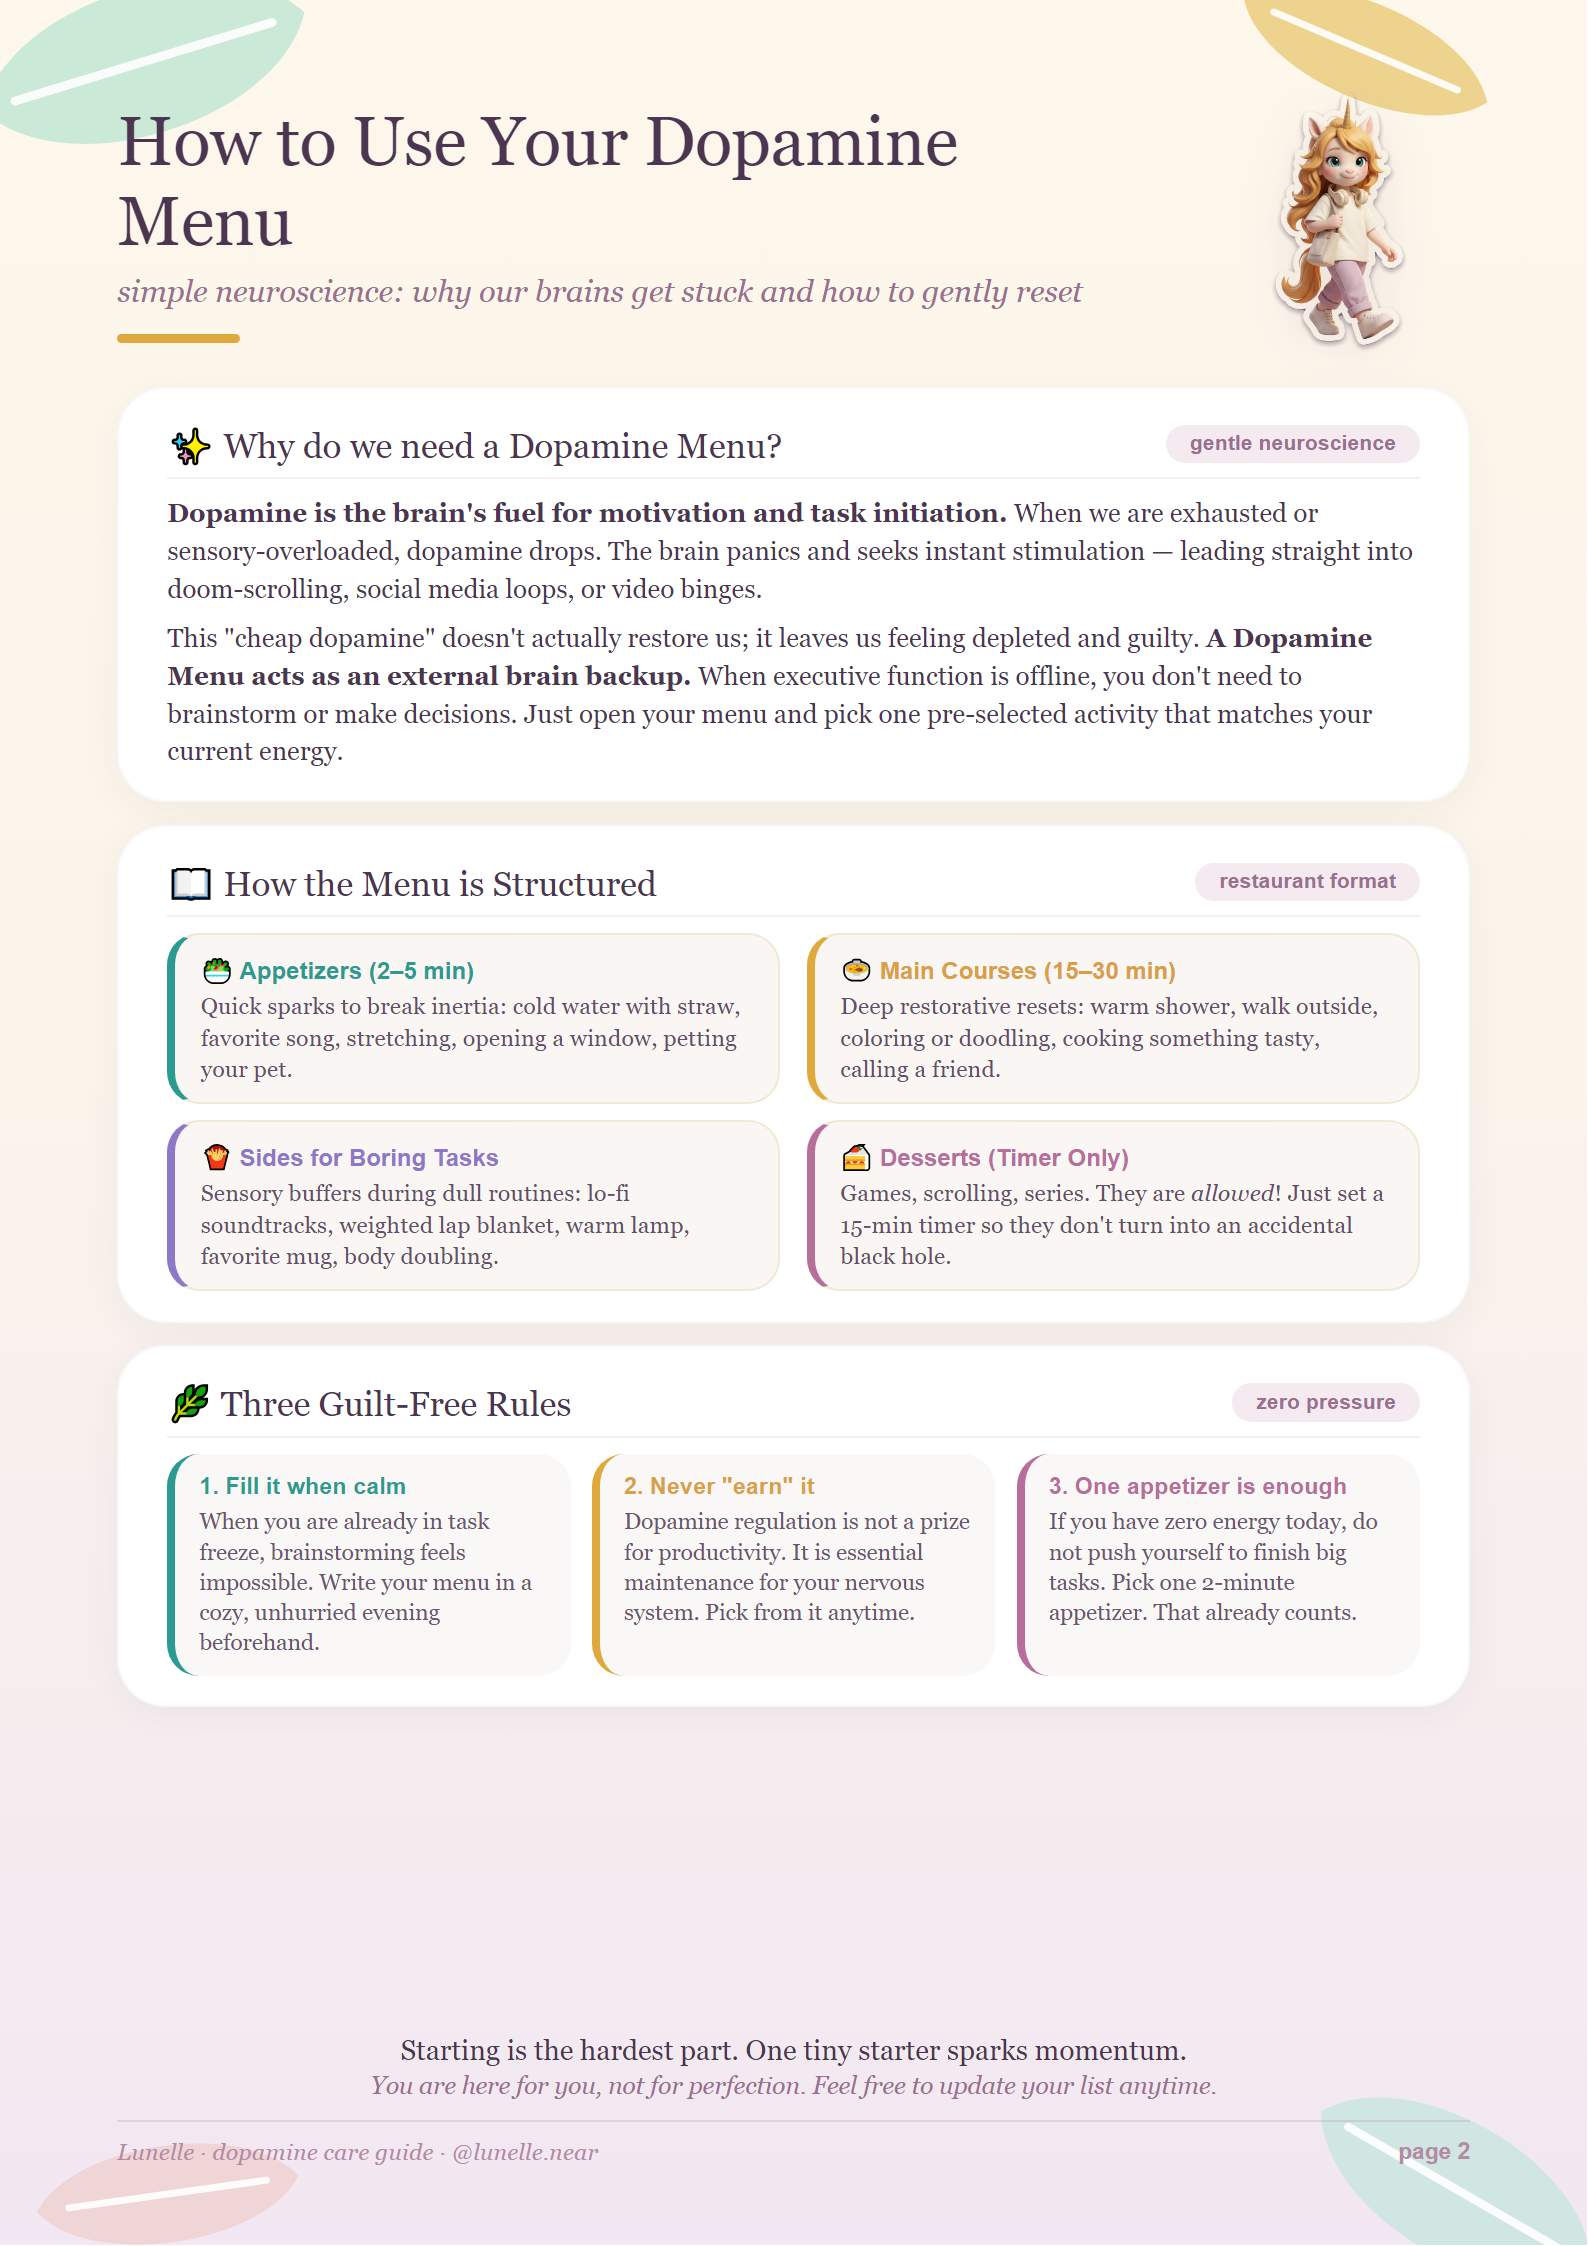 How to Use Your Dopamine
Menu
simple neuroscience: why our brains get stuck and how to gently reset
Why do we need a Dopamine Menu?
gentle neuroscience
Dopamine is the brain's fuel for motivation and task initiation. When we are exhausted or
sensory-overloaded, dopamine drops. The brain panics and seeks instant stimulation — leading straight into
doom-scrolling, social media loops, or video binges.
This "cheap dopamine" doesn't actually restore us; it leaves us feeling depleted and guilty. A Dopamine
Menu acts as an external brain backup. When executive function is offline, you don't need to
brainstorm or make decisions. Just open your menu and pick one pre-selected activity that matches your
current energy.
How the Menu is Structured
restaurant format
Appetizers (2–5 min)
Quick sparks to break inertia: cold water with straw,
favorite song, stretching, opening a window, petting
your pet.
Main Courses (15–30 min)
Deep restorative resets: warm shower, walk outside,
coloring or doodling, cooking something tasty,
calling a friend.
Sides for Boring Tasks
Sensory buffers during dull routines: lo-fi
soundtracks, weighted lap blanket, warm lamp,
favorite mug, body doubling.
Desserts (Timer Only)
Games, scrolling, series. They are allowed! Just set a
15-min timer so they don't turn into an accidental
black hole.
Three Guilt-Free Rules
zero pressure
1. Fill it when calm
When you are already in task
freeze, brainstorming feels
impossible. Write your menu in a
cozy, unhurried evening
beforehand.
2. Never "earn" it
Dopamine regulation is not a prize
for productivity. It is essential
maintenance for your nervous
system. Pick from it anytime.
3. One appetizer is enough
If you have zero energy today, do
not push yourself to finish big
tasks. Pick one 2-minute
appetizer. That already counts.
Starting is the hardest part. One tiny starter sparks momentum.
You are here for you, not for perfection. Feel free to update your list anytime.
Lunelle · dopamine care guide · @lunelle.near
page 2